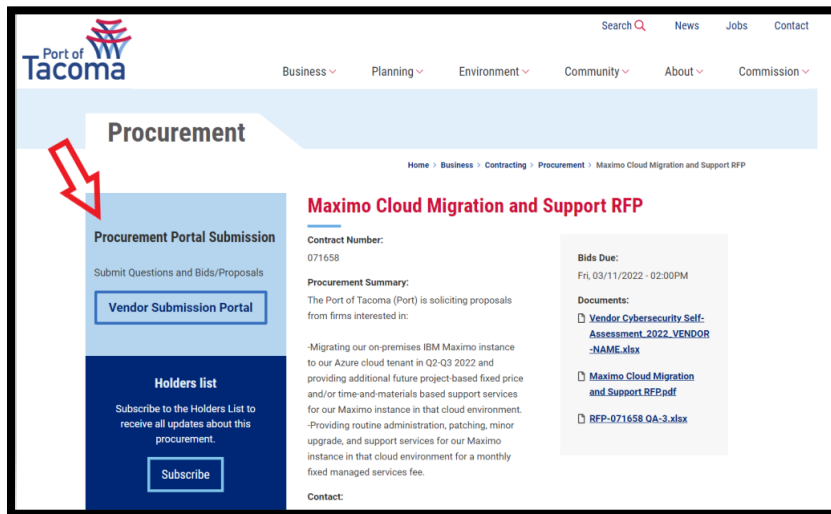 Port of
Tacoma
Search
News
Jobs
Contact
Business
Planning
Environment
Community
About
Commission
Procurement
Home > Business > Contracting > Procurement > Maximo Cloud Migration and Support RFP
Procurement Portal Submission
Submit Questions and Bids/Proposals
Vendor Submission Portal
Holders list
Subscribe to the Holders List to
receive all updates about this
procurement.
Subscribe
Maximo Cloud Migration and Support RFP
Contract Number:
071658
Procurement Summary:
The Port of Tacoma (Port) is soliciting proposals
from firms interested in:
-Migrating our on-premises IBM Maximo instance
to our Azure cloud tenant in Q2-Q3 2022 and
providing additional future project-based fixed price
and/or time-and-materials based support services
for our Maximo instance in that cloud environment.
-Providing routine administration, patching, minor
upgrade, and support services for our Maximo
instance in that cloud environment for a monthly
fixed managed services fee.
Contact:
Bids Due:
Fri, 03/11/2022 - 02:00PM
Documents:
Vendor Cybersecurity Self-
Assessment_2022_VENDOR
-NAME.xlsx
Maximo Cloud Migration
and Support RFP.pdf
RFP-071658 QA-3.xlsx